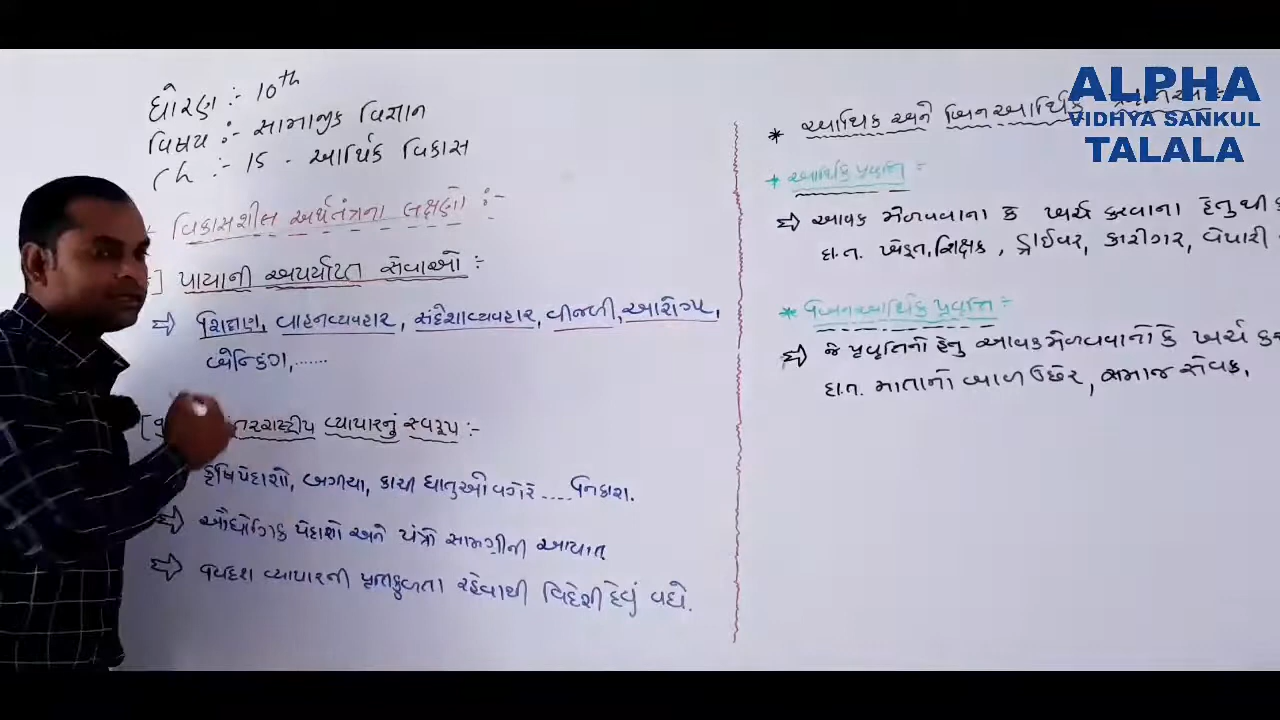 ધોરણ :- 10th
વિષય :- સામાજીક વિજ્ઞાન
Ch :- 15 - આર્થિક વિકાસ
વિકાસશીલ અર્થતંત્રના લક્ષણો :-
] પાયાની અપર્યાપ્ત સેવાઓ :-
⇒ શિક્ષણ, વાહનવ્યવહાર, સંદેશાવ્યવહાર, વીજળી, આરોગ્ય,
બેન્કિંગ,......
વ્યાપારનું સ્વરૂપ :-
કૃષિપેદાશો, બગીચા, કાચી ધાતુઓ વગેરે .... નિકાશ.
⇒ ઔદ્યોગિક પેદાશો અને યંત્રો સામગ્રીની આયાત
⇒ વ્યાપારની પ્રતિકુળતા રહેવાથી વિદેશી દેવું વધે.
* આર્થિક અને બિનઆર્થિક
* આર્થિક પ્રવૃત્તિ :-
⇒ આવક મેળવવાના કે ખર્ચ કરવાના હેતુથી
દા.ત. ખેડૂત, શિક્ષક, ડ્રાઈવર, કારીગર, વેપારી
* બિનઆર્થિક પ્રવૃત્તિ :-
⇒ જે પ્રવૃત્તિનો હેતુ આવક મેળવવાનો કે ખર્ચ
દા.ત. માતાનો બાળ ઉછેર, સમાજ સેવક,
ALPHA
VIDHYA SANKUL
TALALA